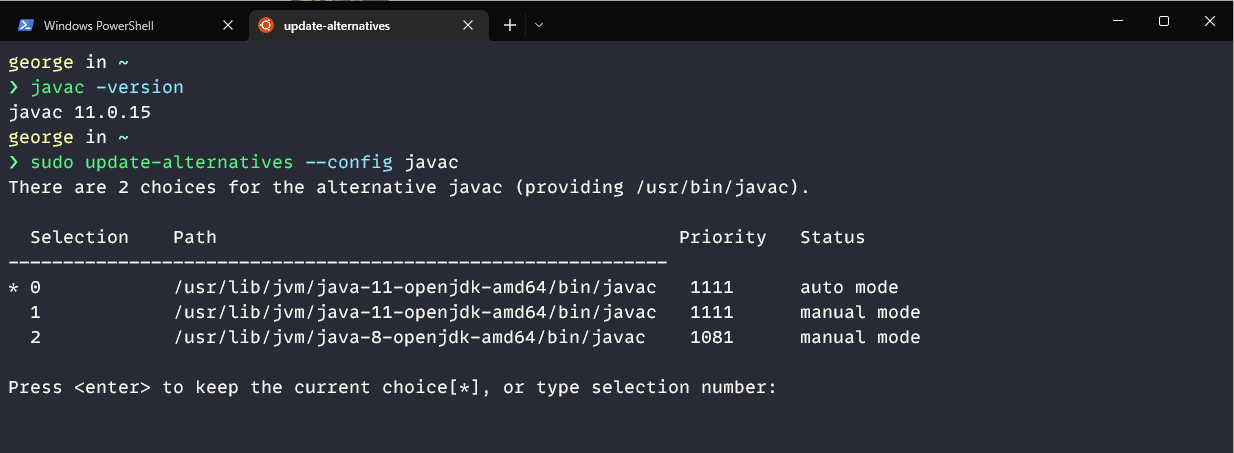 Windows PowerShell
update-alternatives
george in ~
❯ javac -version
javac 11.0.15
george in ~
❯ sudo update-alternatives --config javac
There are 2 choices for the alternative javac (providing /usr/bin/javac).
  Selection    Path                                          Priority   Status
------------------------------------------------------------
* 0            /usr/lib/jvm/java-11-openjdk-amd64/bin/javac   1111      auto mode
  1            /usr/lib/jvm/java-11-openjdk-amd64/bin/javac   1111      manual mode
  2            /usr/lib/jvm/java-8-openjdk-amd64/bin/javac    1081      manual mode
Press <enter> to keep the current choice[*], or type selection number: